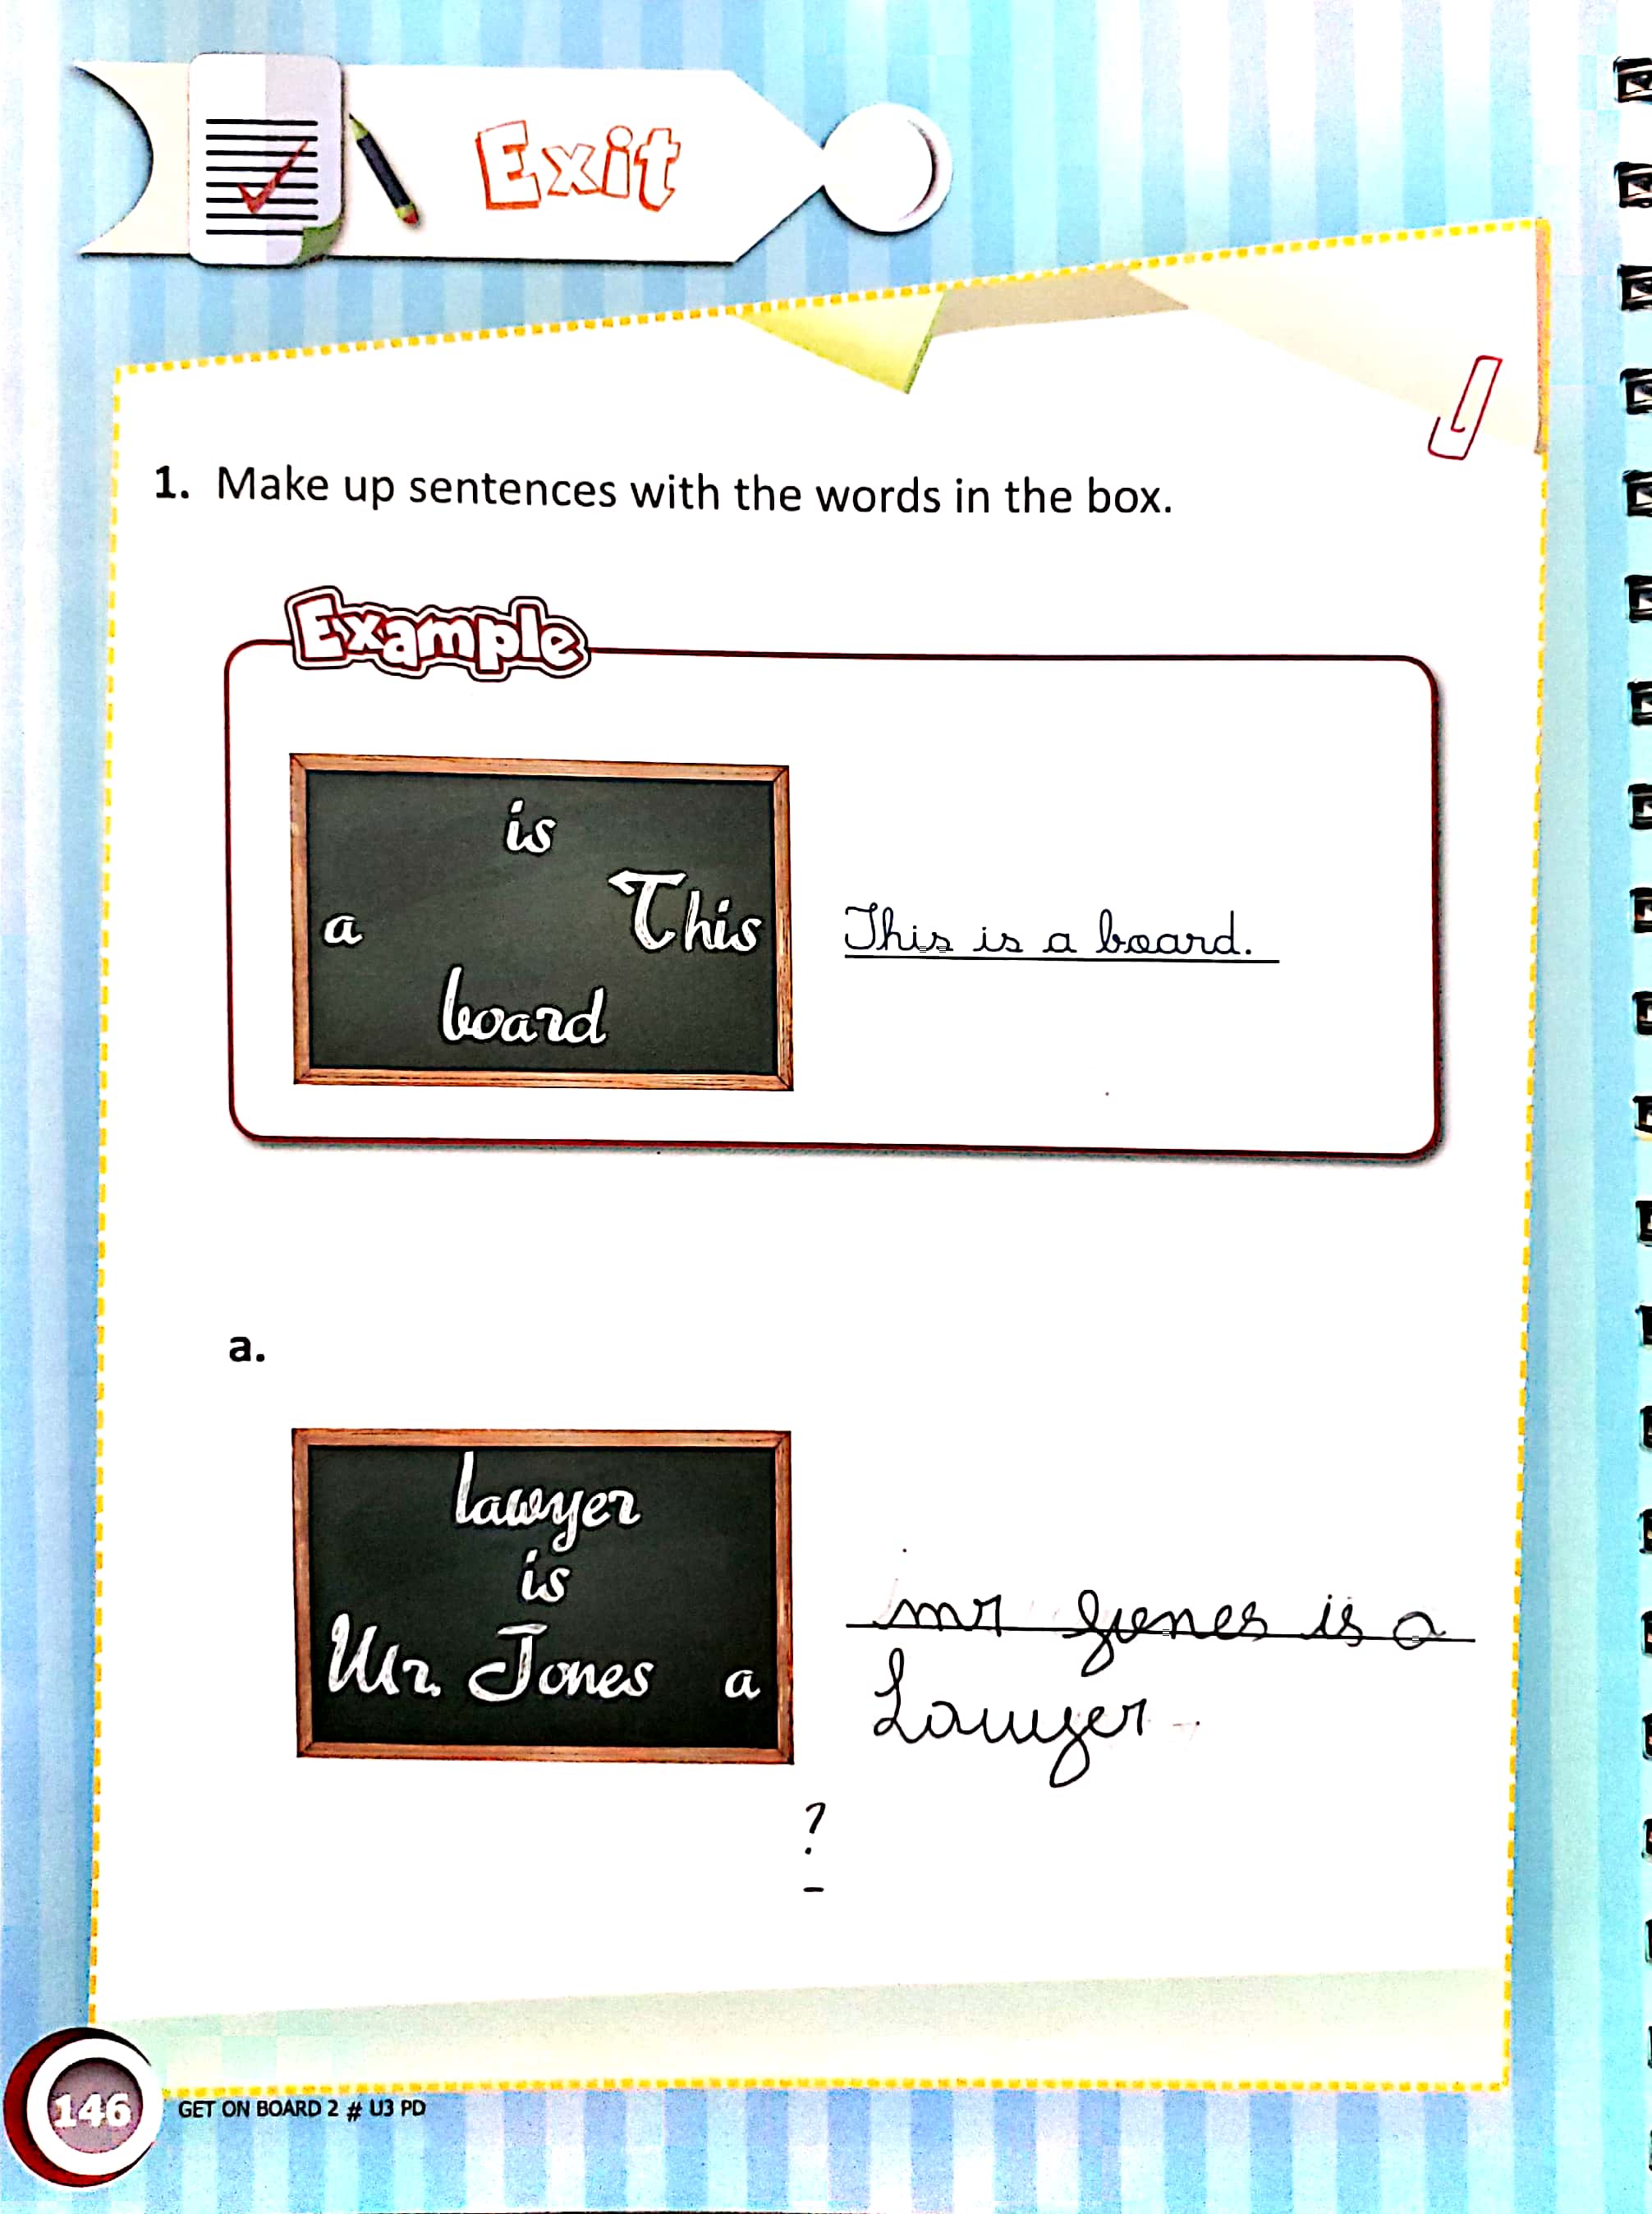 Exit
1. Make up sentences with the words in the box.
Example
is
This
a
board
This is a board.
a.
lawyer
is
Mr. Jones a
mr Jones is a
Lawyer
?
146
GET ON BOARD 2 # U3 PD